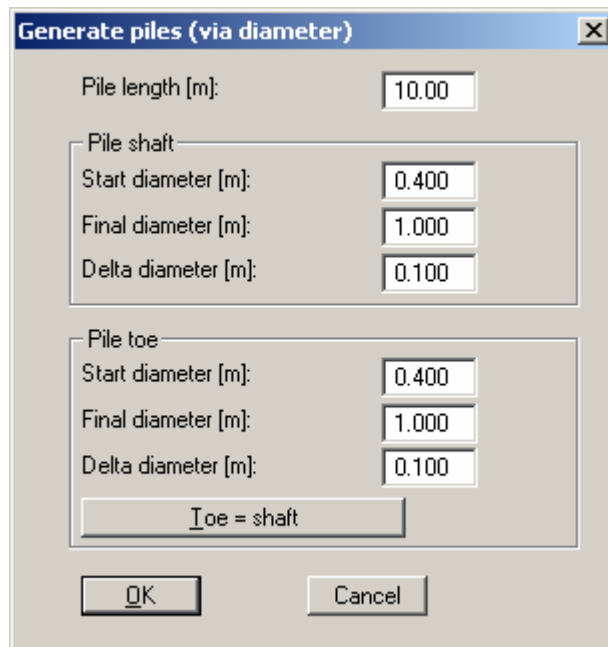 Generate piles (via diameter)
Pile length [m]: 10.00
Pile shaft
Start diameter [m]: 0.400
Final diameter [m]: 1.000
Delta diameter [m]: 0.100
Pile toe
Start diameter [m]: 0.400
Final diameter [m]: 1.000
Delta diameter [m]: 0.100
Toe = shaft
OK Cancel